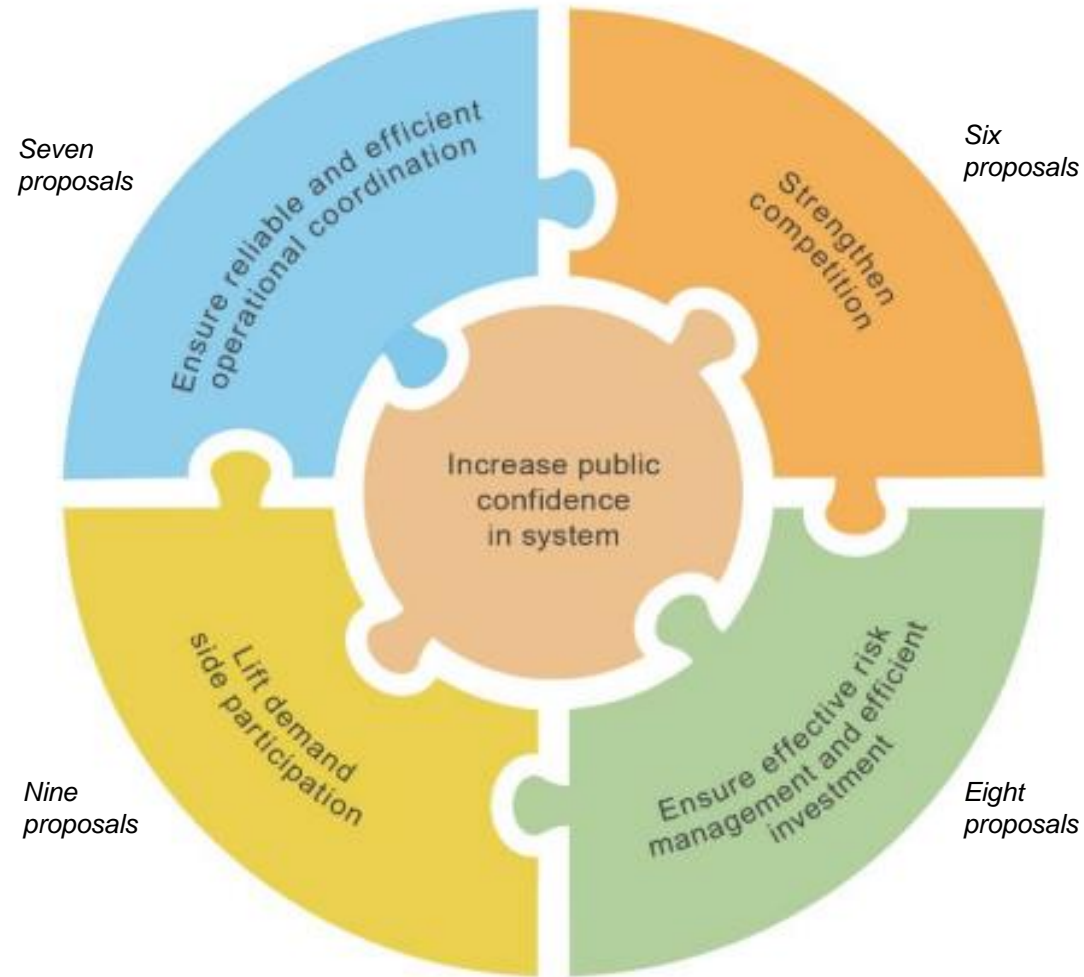 Seven
proposals
Ensure reliable and efficient
operational coordination
Strengthen
competition
Six
proposals
Increase public
confidence
in system
Nine
proposals
Lift demand
side participation
Ensure effective risk
management and efficient
investment
Eight
proposals